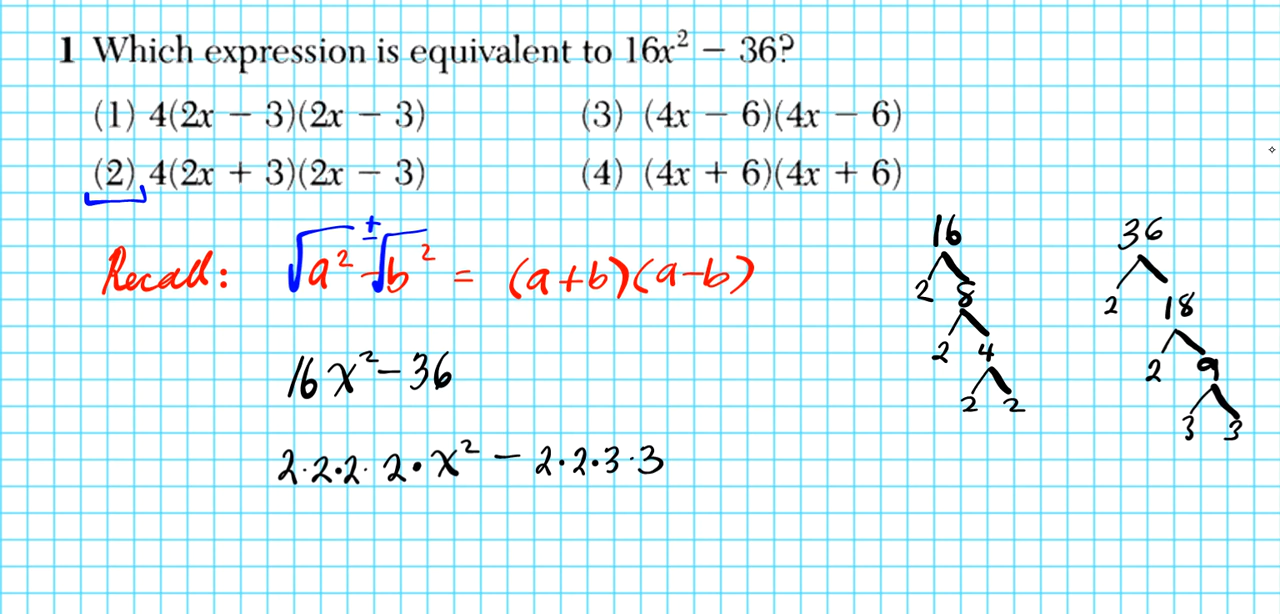 1 Which expression is equivalent to 16x² − 36?
(1) 4(2x − 3)(2x − 3) (3) (4x − 6)(4x − 6)
(2) 4(2x + 3)(2x − 3) (4) (4x + 6)(4x + 6)
Recall: √a² ± √b² = (a+b)(a-b)
16x² - 36
2·2·2·2·x² - 2·2·3·3
16
2 8
2 4
2 2
36
2 18
2 9
3 3